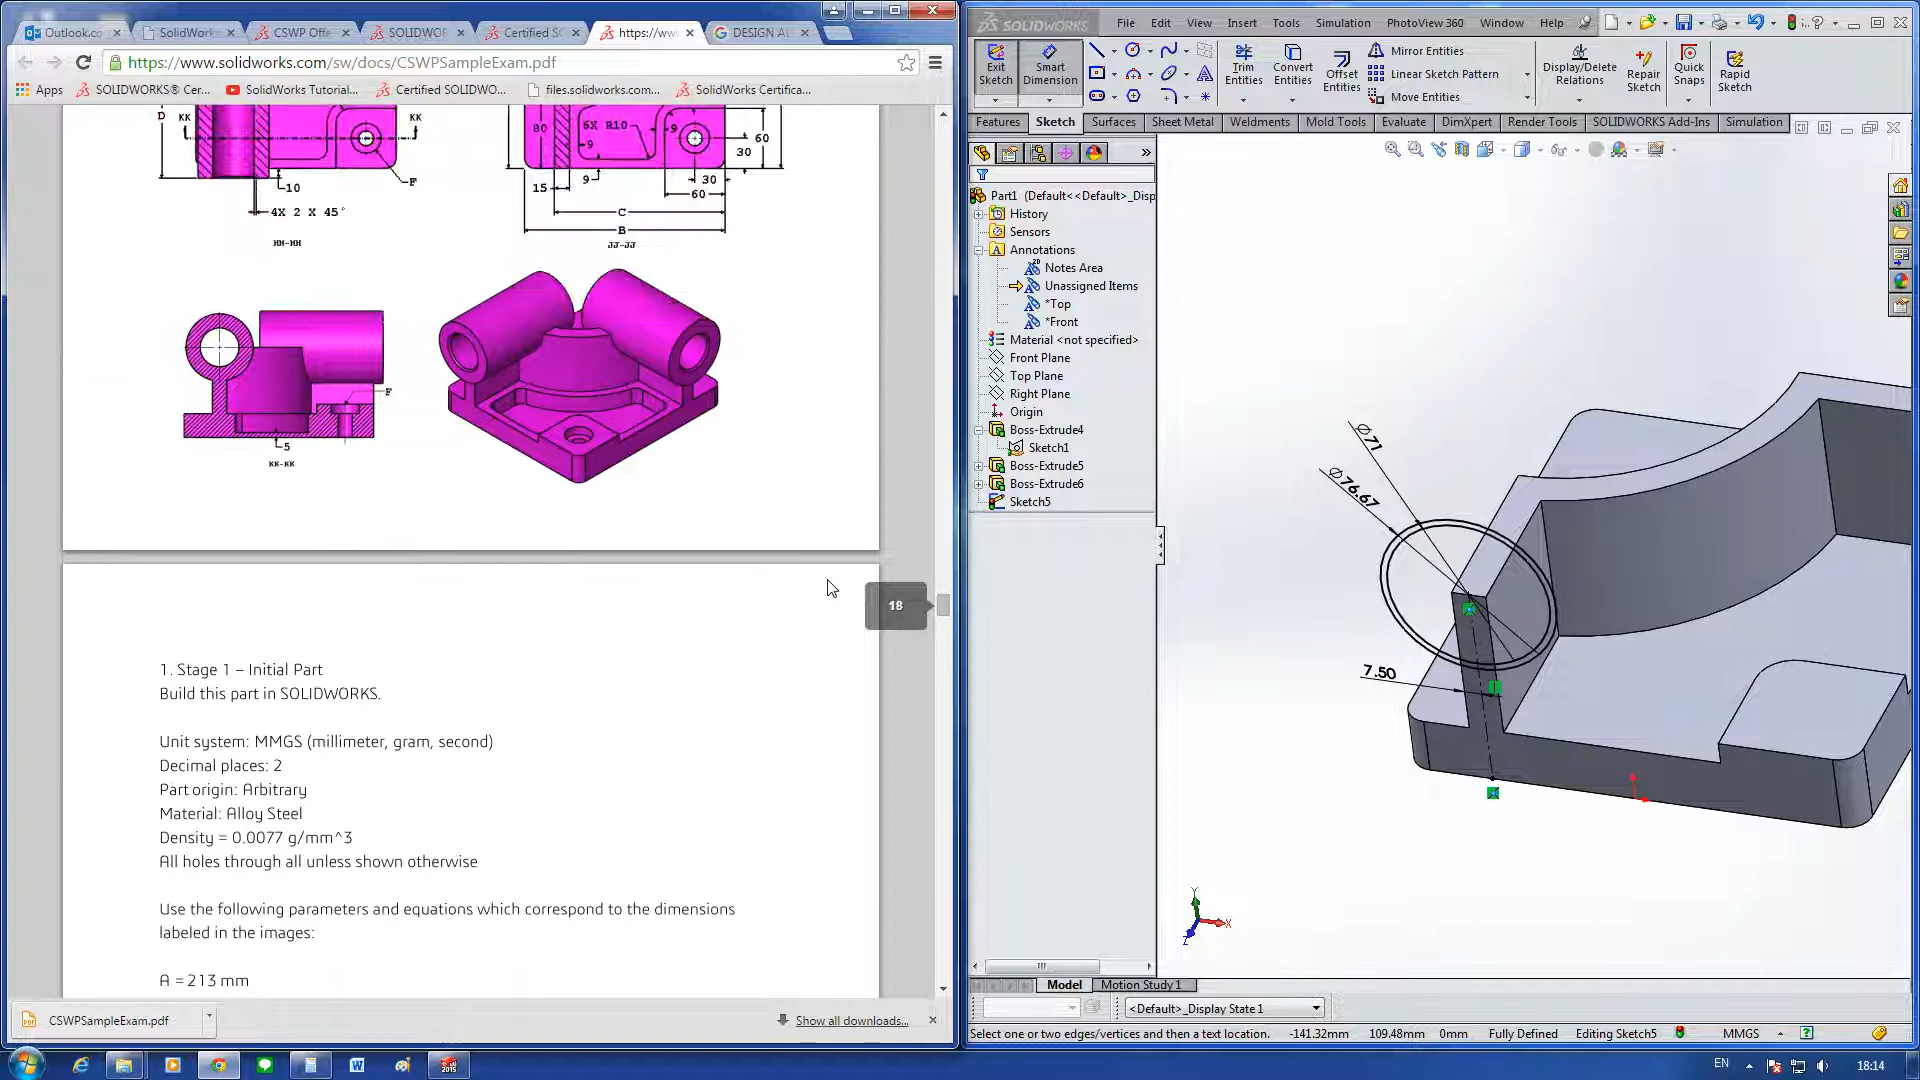 Outlook.co
SolidWork
CSWP Offe
SOLIDWOR
Certified SC
https://ww
DESIGN AL
https://www.solidworks.com/sw/docs/CSWPSampleExam.pdf
Apps
SOLIDWORKS® Cer...
SolidWorks Tutorial...
Certified SOLIDWO...
files.solidworks.com...
SolidWorks Certifica...
D
KK
KK
F
10
4X 2 X 45°
HH-HH
80
6X R10
9
9
60
30
15
9
30
60
C
B
JJ-JJ
F
5
KK-KK
18
1. Stage 1 – Initial Part
Build this part in SOLIDWORKS.
Unit system: MMGS (millimeter, gram, second)
Decimal places: 2
Part origin: Arbitrary
Material: Alloy Steel
Density = 0.0077 g/mm^3
All holes through all unless shown otherwise
Use the following parameters and equations which correspond to the dimensions
labeled in the images:
A = 213 mm
CSWPSampleExam.pdf
Show all downloads...
SOLIDWORKS
File Edit View Insert Tools Simulation PhotoView 360 Window Help
Exit Sketch
Smart Dimension
Trim Entities
Convert Entities
Offset Entities
Mirror Entities
Linear Sketch Pattern
Move Entities
Display/Delete Relations
Repair Sketch
Quick Snaps
Rapid Sketch
Features Sketch Surfaces Sheet Metal Weldments Mold Tools Evaluate DimXpert Render Tools SOLIDWORKS Add-Ins Simulation
Part1 (Default<<Default>_Disp
History
Sensors
Annotations
Notes Area
Unassigned Items
*Top
*Front
Material <not specified>
Front Plane
Top Plane
Right Plane
Origin
Boss-Extrude4
Sketch1
Boss-Extrude5
Boss-Extrude6
Sketch5
Ø71
Ø76.67
7.50
Y
X
Z
Model
Motion Study 1
<Default>_Display State 1
Select one or two edges/vertices and then a text location.
-141.32mm 109.48mm 0mm Fully Defined Editing Sketch5
MMGS
EN
18:14
2015